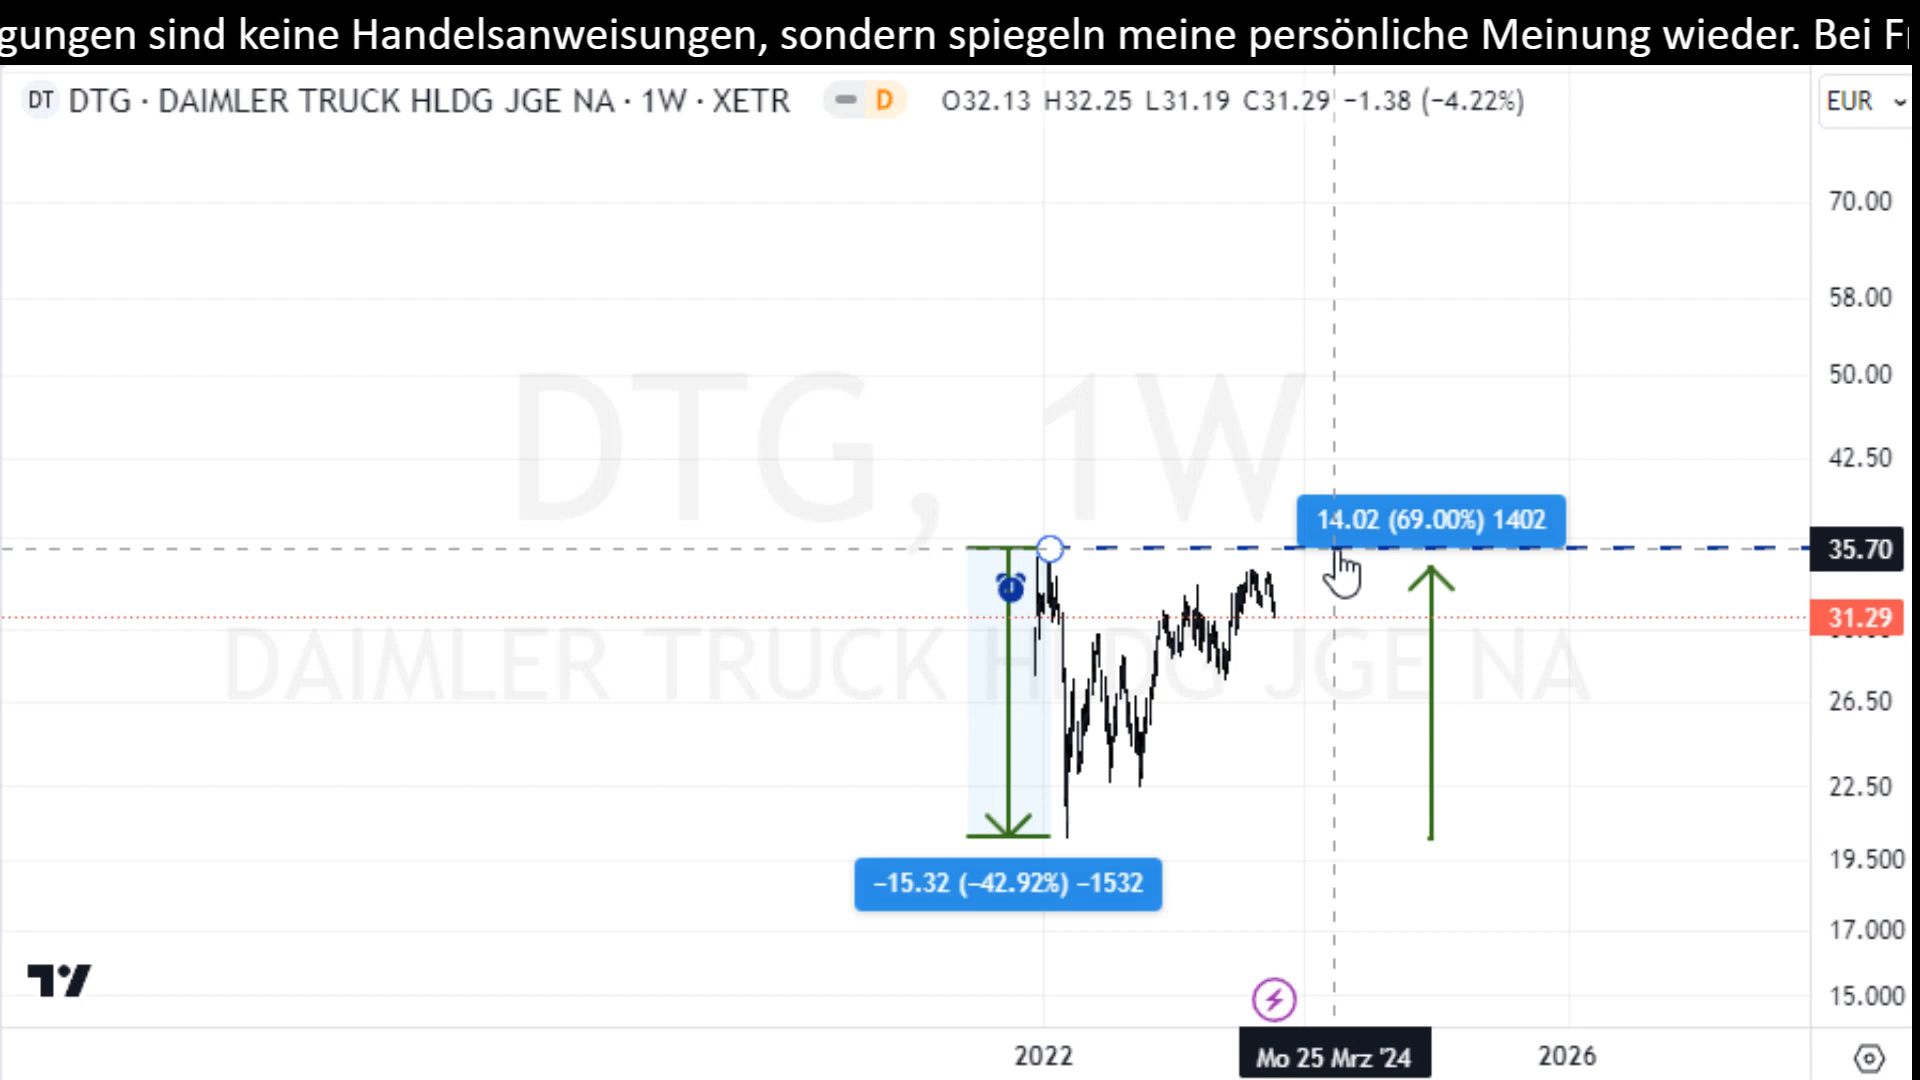 gungen sind keine Handelsanweisungen, sondern spiegeln meine persönliche Meinung wieder. Bei
DT DTG · DAIMLER TRUCK HLDG JGE NA · 1W · XETR D O32.13 H32.25 L31.19 C31.29 −1.38 (−4.22%)
EUR
70.00
58.00
50.00
DTG, 1W
42.50
14.02 (69.00%) 1402
35.70
31.29
DAIMLER TRUCK HLDG JGE NA
26.50
22.50
19.500
−15.32 (−42.92%) −1532
17.000
15.000
2022
Mo 25 Mrz '24
2026